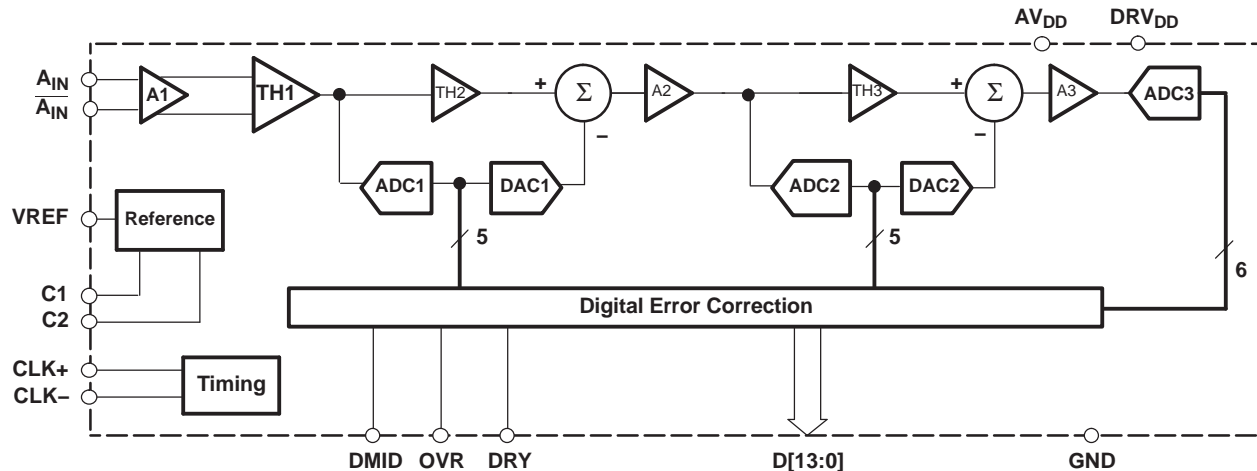 AVDD DRVDD
AIN
A1 TH1 TH2 + Σ A2 TH3 + Σ A3 ADC3
AIN
– –
ADC1 DAC1 ADC2 DAC2
VREF Reference
5 5 6
C1
C2
Digital Error Correction
CLK+
Timing
CLK–
DMID OVR DRY D[13:0] GND